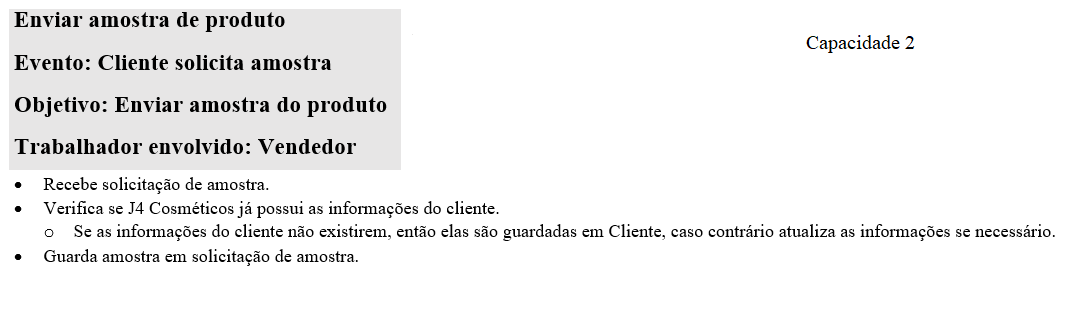 Enviar amostra de produto
Capacidade 2
Evento: Cliente solicita amostra
Objetivo: Enviar amostra do produto
Trabalhador envolvido: Vendedor
• Recebe solicitação de amostra.
• Verifica se J4 Cosméticos já possui as informações do cliente.
o Se as informações do cliente não existirem, então elas são guardadas em Cliente, caso contrário atualiza as informações se necessário.
• Guarda amostra em solicitação de amostra.